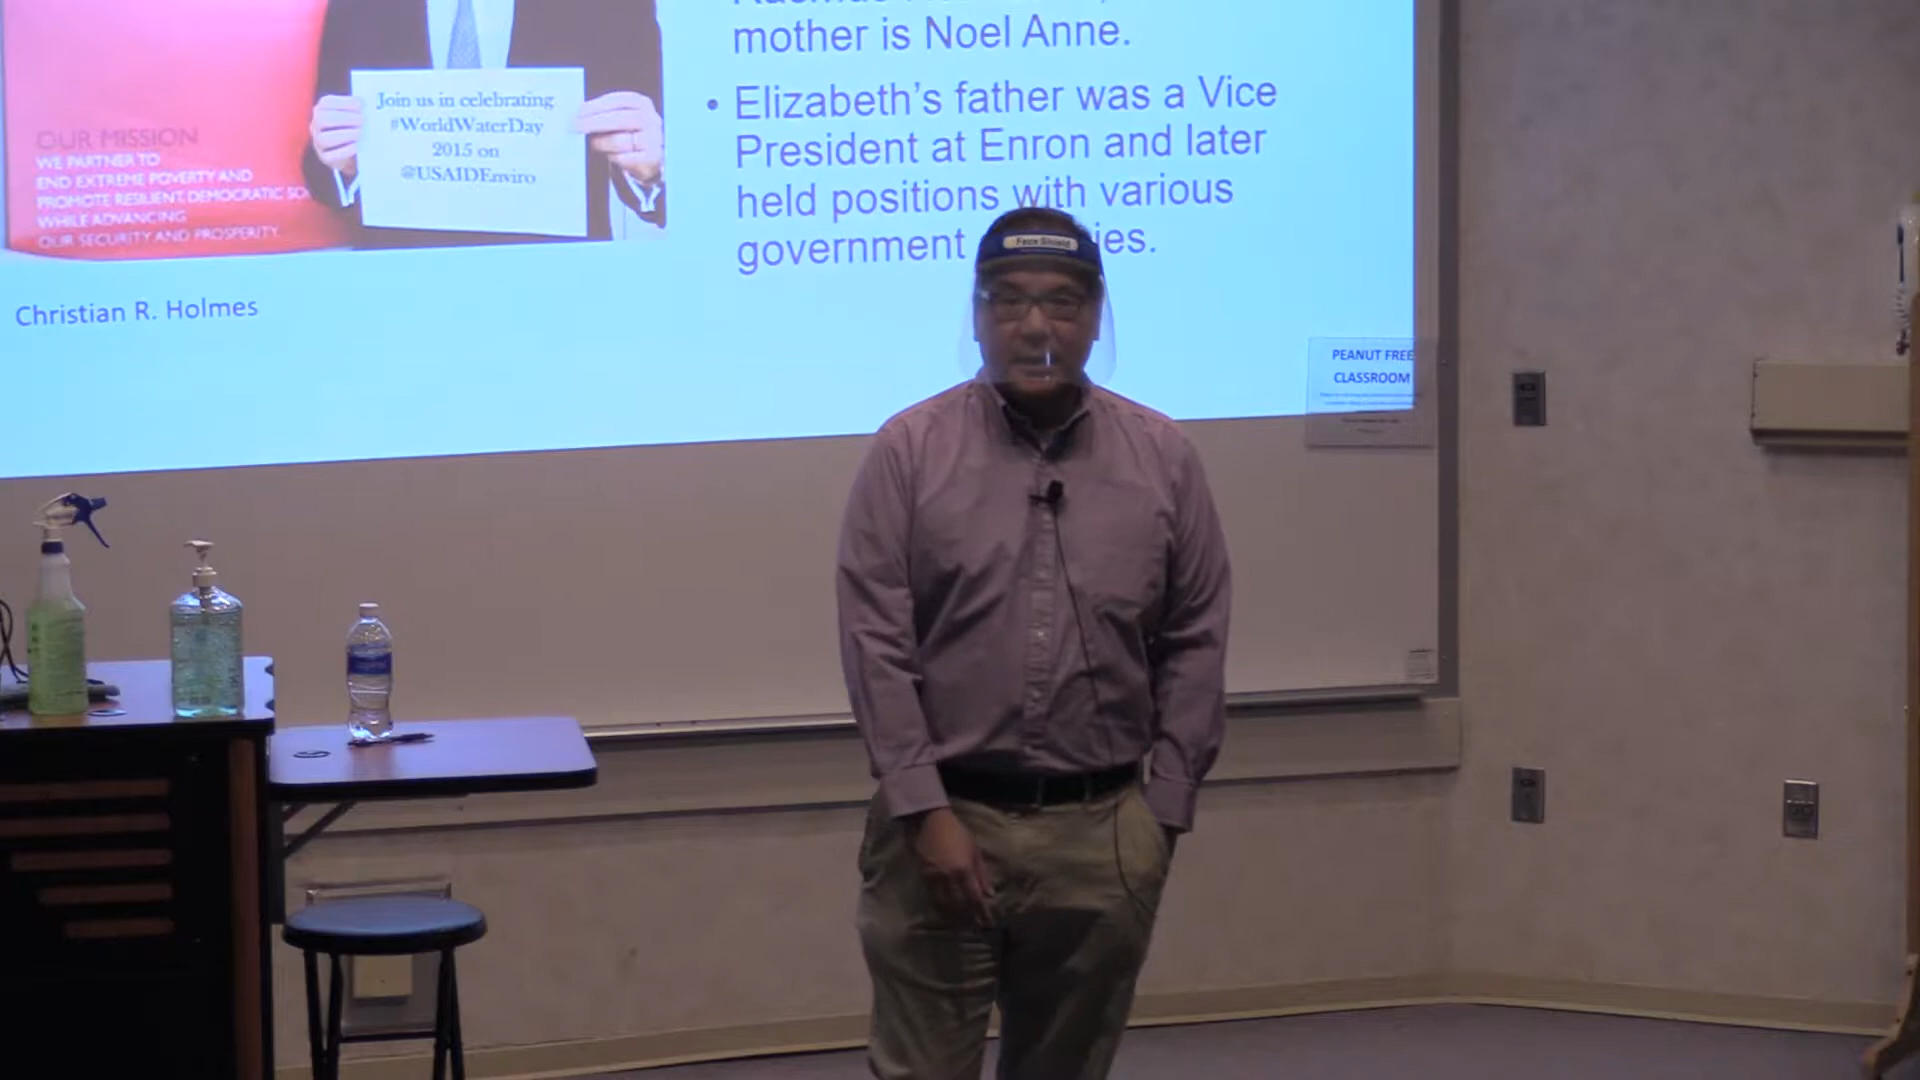 mother is Noel Anne.
• Elizabeth’s father was a Vice
President at Enron and later
held positions with various
government ies.
Join us in celebrating
#WorldWaterDay
2015 on
@USAIDEnviro
OUR MISSION
WE PARTNER TO
END EXTREME POVERTY AND
PROMOTE RESILIENT, DEMOCRATIC SO
WHILE ADVANCING
OUR SECURITY AND PROSPERITY.
Christian R. Holmes
Face Shield
PEANUT FREE
CLASSROOM